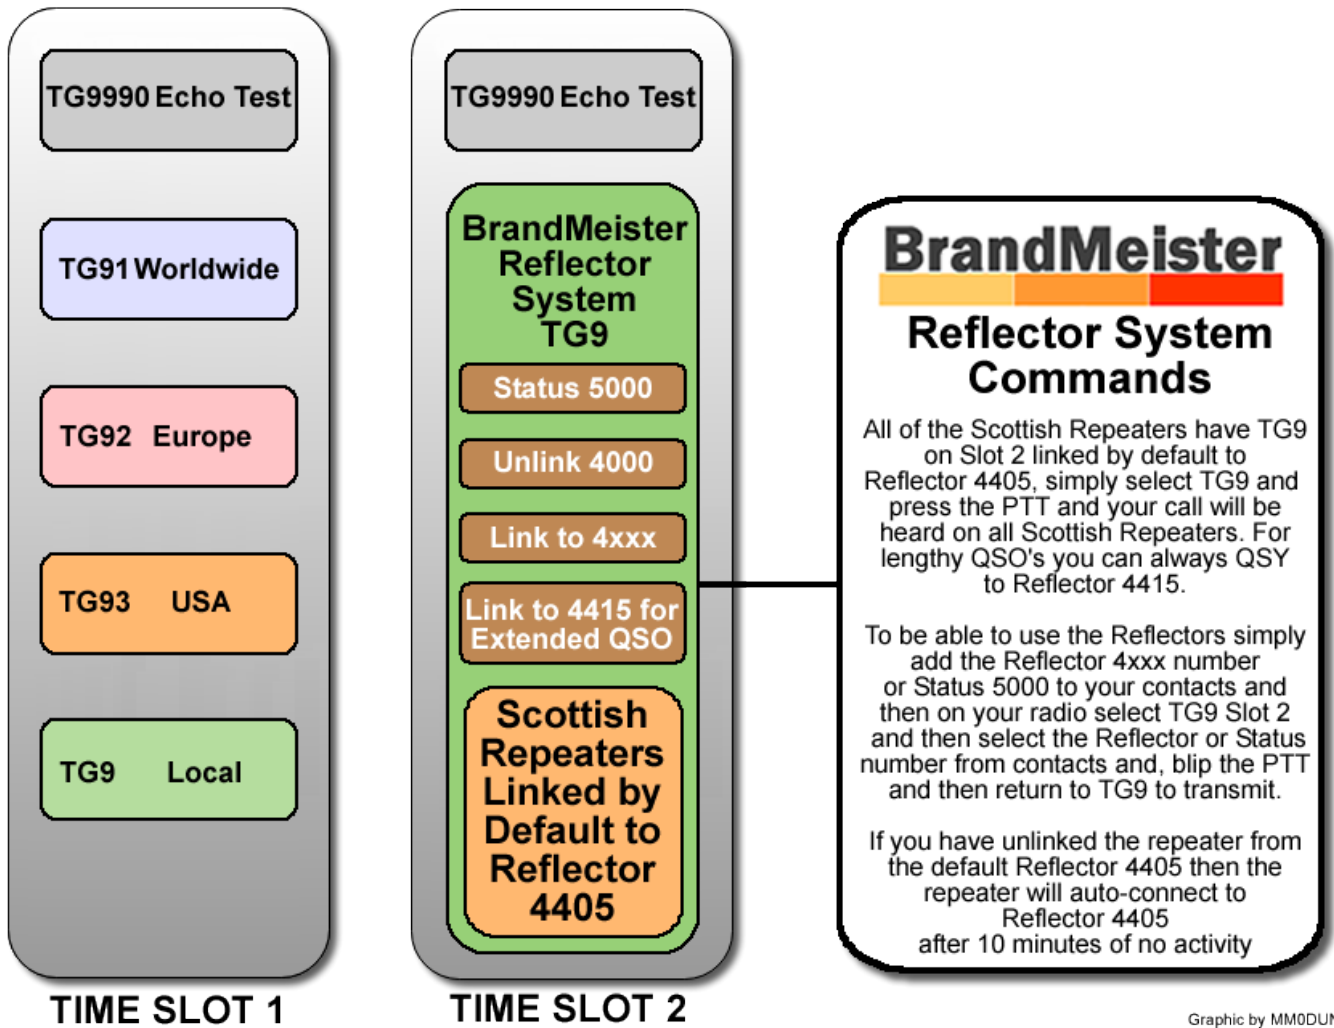 TG9990 Echo Test
TG91 Worldwide
TG92 Europe
TG93 USA
TG9 Local
TIME SLOT 1
TG9990 Echo Test
BrandMeister
Reflector
System
TG9
Status 5000
Unlink 4000
Link to 4xxx
Link to 4415 for
Extended QSO
Scottish
Repeaters
Linked by
Default to
Reflector
4405
TIME SLOT 2
BrandMeister
Reflector System
Commands
All of the Scottish Repeaters have TG9
on Slot 2 linked by default to
Reflector 4405, simply select TG9 and
press the PTT and your call will be
heard on all Scottish Repeaters. For
lengthy QSO's you can always QSY
to Reflector 4415.
To be able to use the Reflectors simply
add the Reflector 4xxx number
or Status 5000 to your contacts and
then on your radio select TG9 Slot 2
and then select the Reflector or Status
number from contacts and, blip the PTT
and then return to TG9 to transmit.
If you have unlinked the repeater from
the default Reflector 4405 then the
repeater will auto-connect to
Reflector 4405
after 10 minutes of no activity
Graphic by MM0DUN